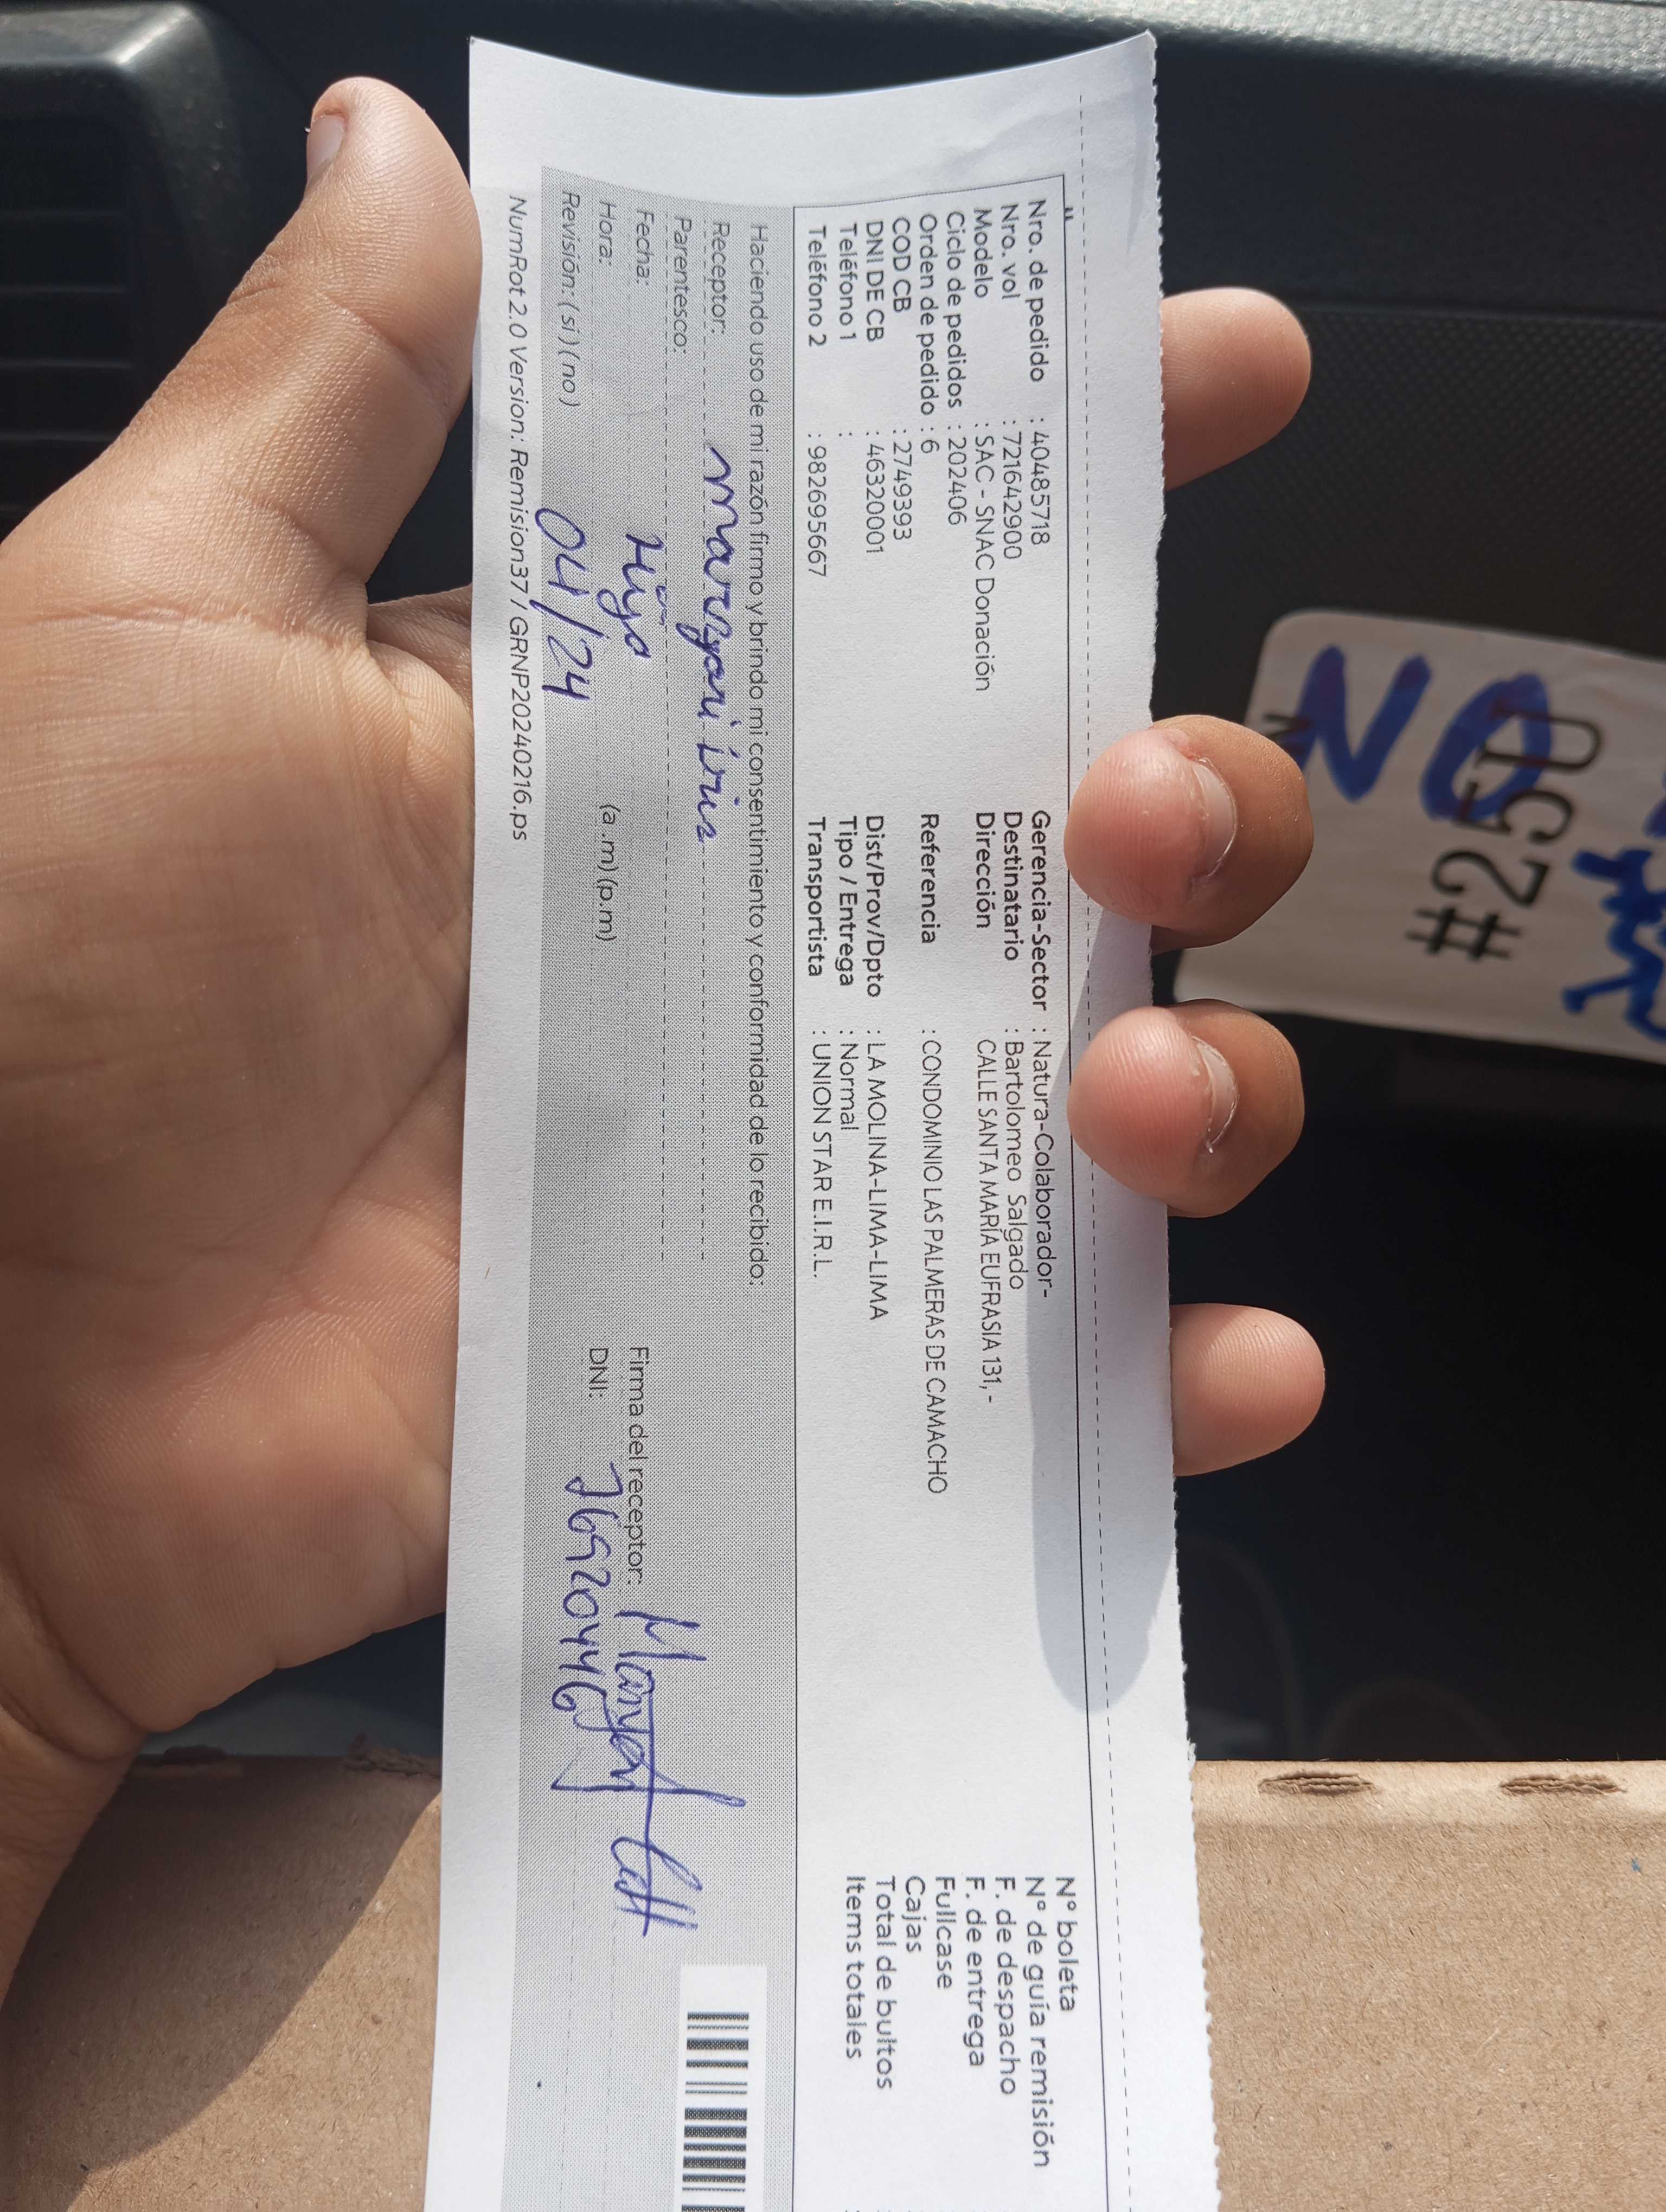 Nro. de pedido : 40485718
Nro. vol : 721642900
Modelo : SAC - SNAC Donación
Ciclo de pedidos : 202406
Orden de pedido : 6
COD CB : 2749393
DNI DE CB : 46320001
Teléfono 1 :
Teléfono 2 : 982695667
Gerencia-Sector : Natura-Colaborador-
Destinatario : Bartolomeo Salgado
Dirección CALLE SANTA MARÍA EUFRASIA 131,-
Referencia : CONDOMINIO LAS PALMERAS DE CAMACHO
Dist/Prov/Dpto : LA MOLINA-LIMA-LIMA
Tipo / Entrega : Normal
Transportista : UNION STAR E.I.R.L.
N° boleta
N° de guía remisión
F. de despacho
F. de entrega
Fullcase
Cajas
Total de bultos
Items totales
Haciendo uso de mi razón firmo y brindo mi consentimiento y conformidad de lo recibido:
Receptor:
Parentesco:
Fecha: 04/24
Hora: (a.m) (p.m)
Revisión: (si) (no)
Firma del receptor:
DNI: 76920446
NumRot 2.0 Version: Remision37 / GRNP20240216.ps
NO
#250